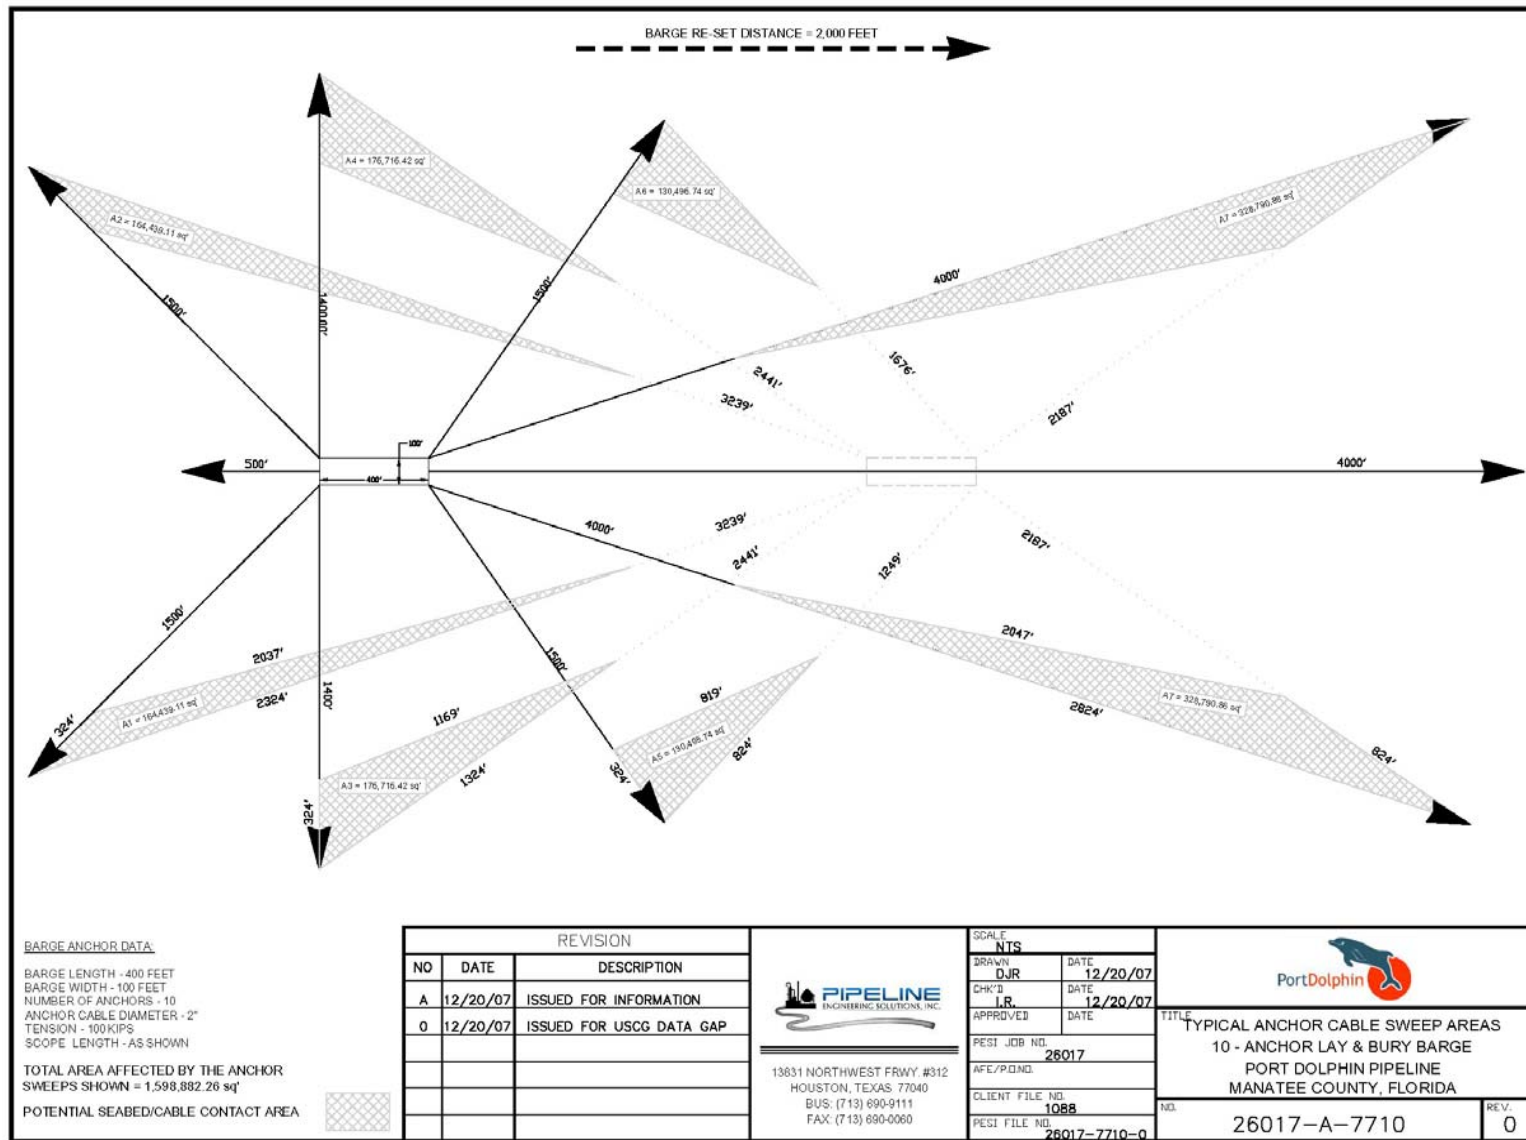 BARGE RE-SET DISTANCE = 2,000 FEET
A4 = 176,716.42 sq'
A6 = 130,496.74 sq'
A2 = 164,439.11 sq'
A7 = 328,790.86 sq'
1500'
1400.00'
1500'
4000'
2441'
1676'
3239'
2187'
100'
500'
400'
4000'
4000'
3239'
2441'
1249'
2187'
1500'
2037'
1500'
2047'
324'
A1 = 164,439.11 sq'
2324'
1400'
1169'
819'
A7 = 328,790.86 sq'
2824'
A5 = 130,496.74 sq'
824'
824'
324'
A3 = 176,716.42 sq'
1324'
324'
BARGE ANCHOR DATA:
BARGE LENGTH - 400 FEET
BARGE WIDTH - 100 FEET
NUMBER OF ANCHORS - 10
ANCHOR CABLE DIAMETER - 2"
TENSION - 100 KIPS
SCOPE LENGTH - AS SHOWN
TOTAL AREA AFFECTED BY THE ANCHOR
SWEEPS SHOWN = 1,598,882.26 sq'
POTENTIAL SEABED/CABLE CONTACT AREA
REVISION
NO DATE DESCRIPTION
A 12/20/07 ISSUED FOR INFORMATION
0 12/20/07 ISSUED FOR USCG DATA GAP
PIPELINE
ENGINEERING SOLUTIONS, INC.
13831 NORTHWEST FRWY. #312
HOUSTON, TEXAS 77040
BUS: (713) 690-9111
FAX: (713) 690-0060
SCALE
NTS
DRAWN DATE
DJR 12/20/07
CHK'D DATE
I.R. 12/20/07
APPROVED DATE
PESI JOB NO.
26017
AFE/P.O.NO.
CLIENT FILE NO.
1088
PESI FILE NO.
26017-7710-0
PortDolphin
TITLE
TYPICAL ANCHOR CABLE SWEEP AREAS
10 - ANCHOR LAY & BURY BARGE
PORT DOLPHIN PIPELINE
MANATEE COUNTY, FLORIDA
NO. REV.
26017-A-7710 0